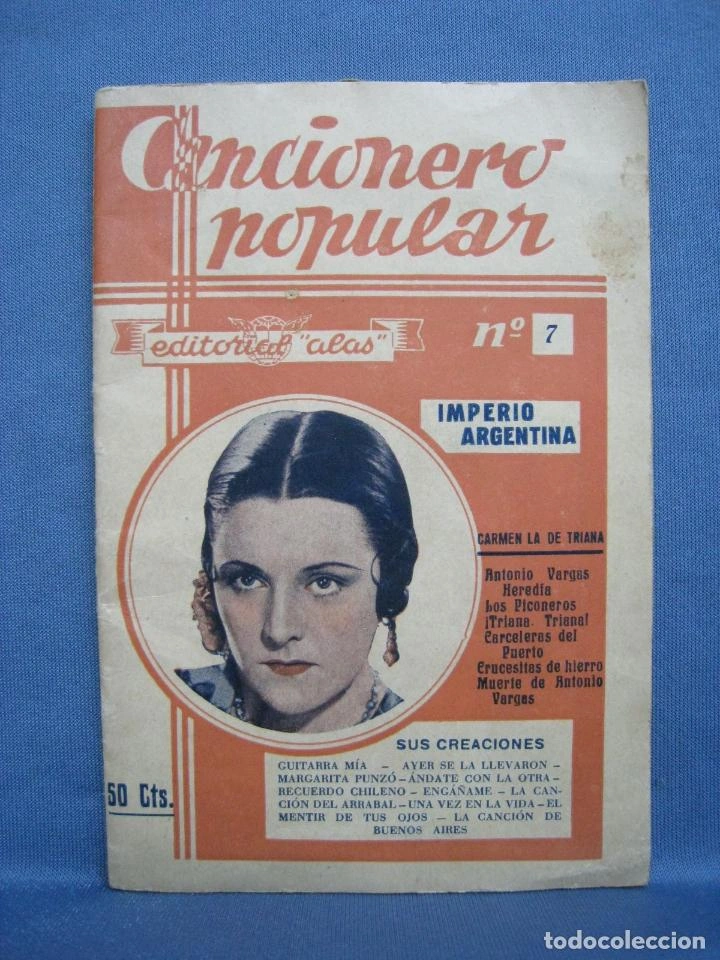 Cancionero
popular
editorial "alas"
nº 7
IMPERIO
ARGENTINA
CARMEN LA DE TRIANA
Antonio Vargas
Heredia
Los Piconeros
¡Triana. Triana!
Carceleras del
Puerto
Crucesitas de hierro
Muerte de Antonio
Vargas
SUS CREACIONES
GUITARRA MÍA - AYER SE LA LLEVARON -
MARGARITA PUNZÓ - ÁNDATE CON LA OTRA -
RECUERDO CHILENO - ENGÁÑAME - LA CAN-
CIÓN DEL ARRABAL - UNA VEZ EN LA VIDA - EL
MENTIR DE TUS OJOS - LA CANCIÓN DE
BUENOS AIRES
50 Cts.
todocoleccion
todocoleccion.net